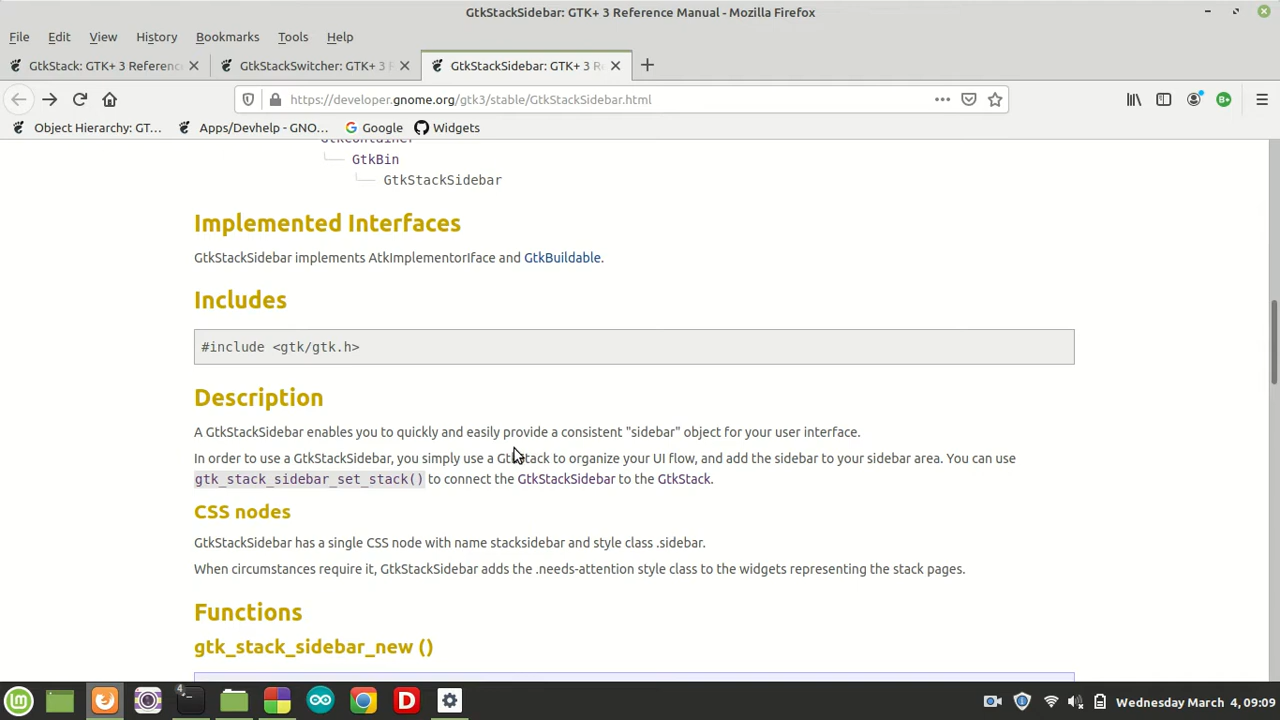 GtkStackSidebar: GTK+ 3 Reference Manual - Mozilla Firefox
File Edit View History Bookmarks Tools Help
GtkStack: GTK+ 3 Reference GtkStackSwitcher: GTK+ 3 GtkStackSidebar: GTK+ 3 R
https://developer.gnome.org/gtk3/stable/GtkStackSidebar.html
B+
Object Hierarchy: GT... Apps/Devhelp - GNO... Google Widgets
GtkContainer
GtkBin
GtkStackSidebar
Implemented Interfaces
GtkStackSidebar implements AtkImplementorIface and GtkBuildable.
Includes
#include <gtk/gtk.h>
Description
A GtkStackSidebar enables you to quickly and easily provide a consistent "sidebar" object for your user interface.
In order to use a GtkStackSidebar, you simply use a GtkStack to organize your UI flow, and add the sidebar to your sidebar area. You can use
gtk_stack_sidebar_set_stack() to connect the GtkStackSidebar to the GtkStack.
CSS nodes
GtkStackSidebar has a single CSS node with name stacksidebar and style class .sidebar.
When circumstances require it, GtkStackSidebar adds the .needs-attention style class to the widgets representing the stack pages.
Functions
gtk_stack_sidebar_new ()
4
D
Wednesday March 4, 09:09